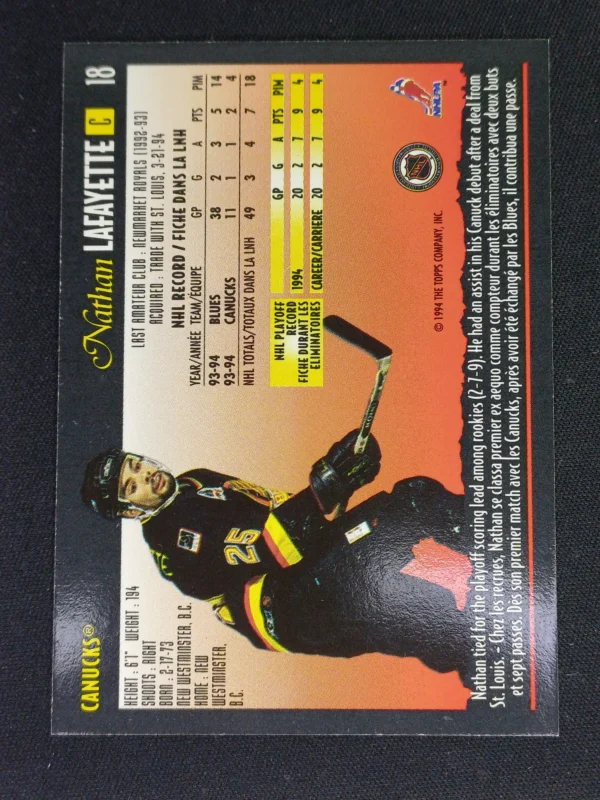 CANUCKS®
Nathan LAFAYETTE C 18
HEIGHT : 6'1" WEIGHT : 194
SHOOTS : RIGHT
BORN : 2-17-73
NEW WESTMINSTER, B.C.
HOME : NEW
WESTMINSTER,
B.C.
LAST AMATEUR CLUB : NEWMARKET ROYALS (1992-93)
ACQUIRED : TRADE WITH ST. LOUIS, 3-21-94
NHL RECORD / FICHE DANS LA LNH
YEAR/ANNÉE TEAM/ÉQUIPE GP G A PTS PIM
93-94 BLUES 38 2 3 5 14
93-94 CANUCKS 11 1 1 2 4
NHL TOTALS/TOTAUX DANS LA LNH 49 3 4 7 18
NHL PLAYOFF
RECORD
FICHE DURANT LES
ELIMINATOIRES
GP G A PTS PIM
1994 20 2 7 9 4
CAREER/CARRIERE 20 2 7 9 4
25
NHL
NHLPA
© 1994 THE TOPPS COMPANY, INC.
Nathan tied for the playoff scoring lead among rookies (2-7-9). He had an assist in his Canuck debut after a deal from
St. Louis. - Chez les recrues, Nathan se classa premier ex aequo comme compteur durant les éliminatoires avec deux buts
et sept passes. Dès son premier match avec les Canucks, après avoir été échangé par les Blues, il contribua une passe.